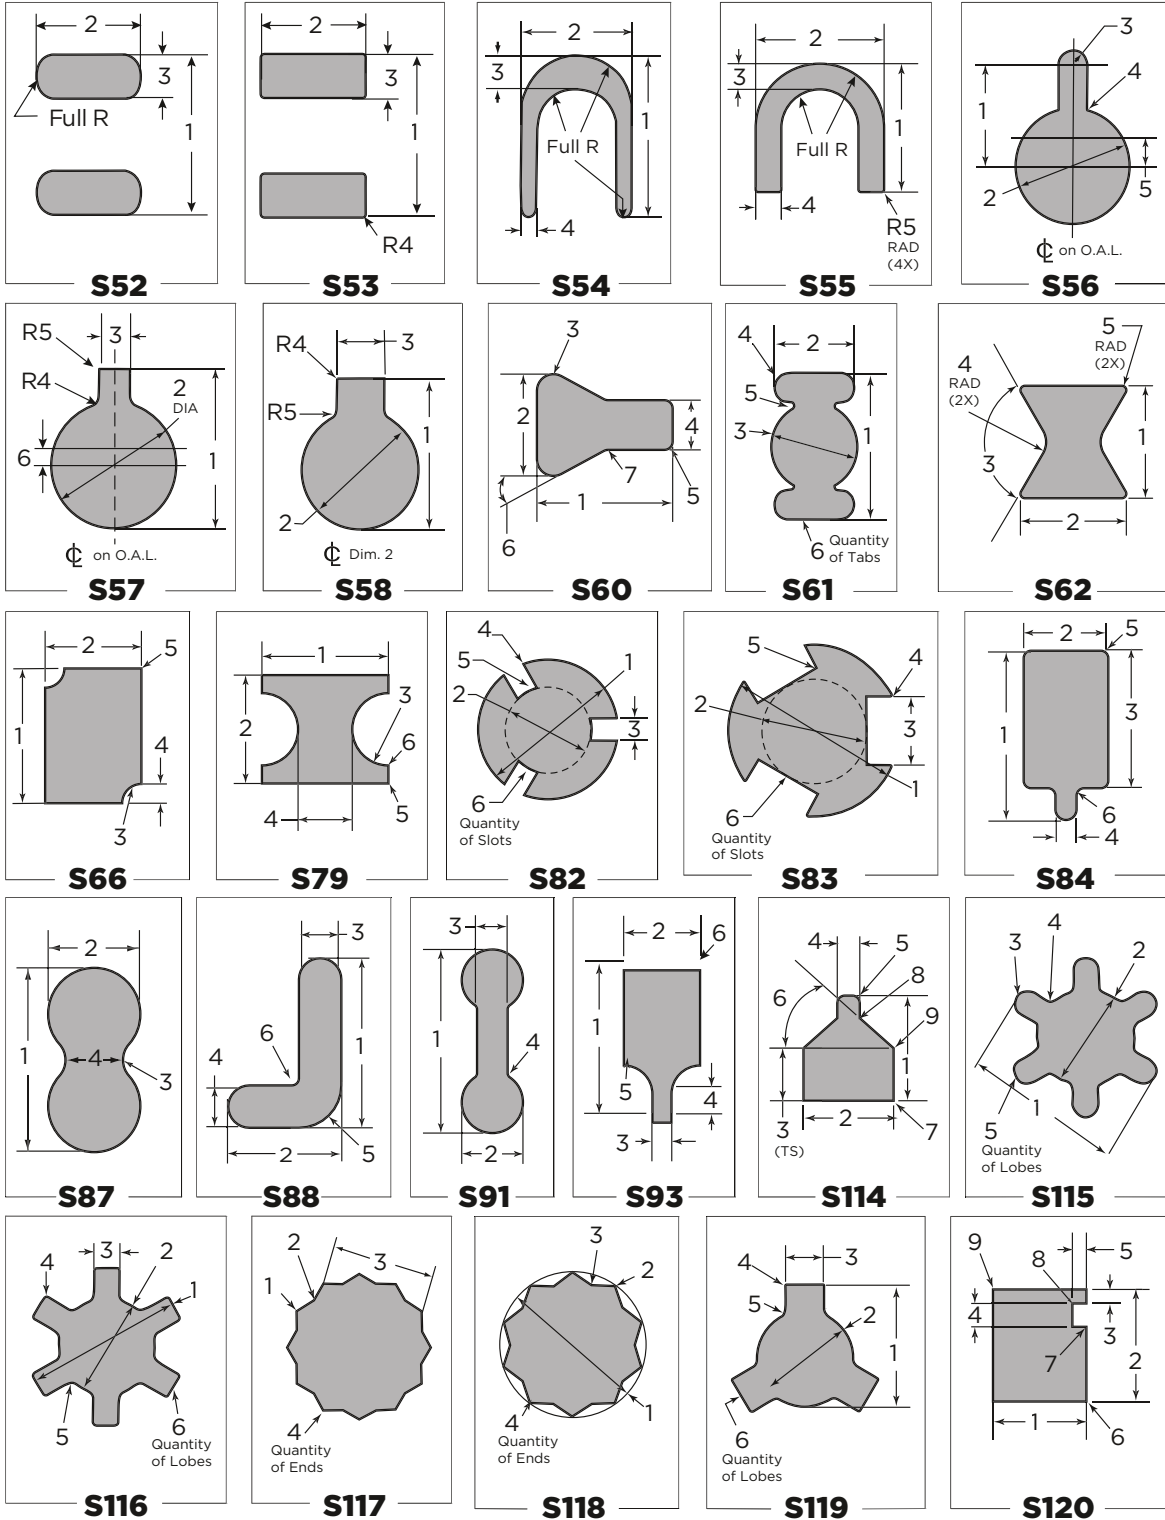 2
3
1
Full R
S52
2
3
1
R4
S53
2
3
1
Full R
4
S54
2
3
1
Full R
4
R5
RAD
(4X)
S55
3
4
1
2
5
℄ on O.A.L.
S56
R5
3
R4
2
DIA
6
1
℄ on O.A.L.
S57
R4
3
R5
1
2
℄ Dim. 2
S58
3
2
4
7
5
1
6
S60
4
2
5
3
1
6 Quantity
of Tabs
S61
5
RAD
(2X)
4
RAD
(2X)
3
1
2
S62
2
5
1
4
3
S66
1
3
2
6
4
5
S79
4
5
1
2
3
6
Quantity
of Slots
S82
5
4
2
3
1
6
Quantity
of Slots
S83
2
5
1
3
6
4
S84
2
1
4
3
S87
3
6
1
4
2
5
S88
3
1
4
2
S91
2
6
1
5
4
3
S93
4
5
8
6
9
1
3
(TS)
2
7
S114
3
4
2
1
5
Quantity
of Lobes
S115
3
4
2
1
5
6
Quantity
of Lobes
S116
2
3
1
4
Quantity
of Ends
S117
3
2
4
1
Quantity
of Ends
S118
4
3
5
2
1
6
Quantity
of Lobes
S119
9
8
5
4
3
7
2
1
6
S120